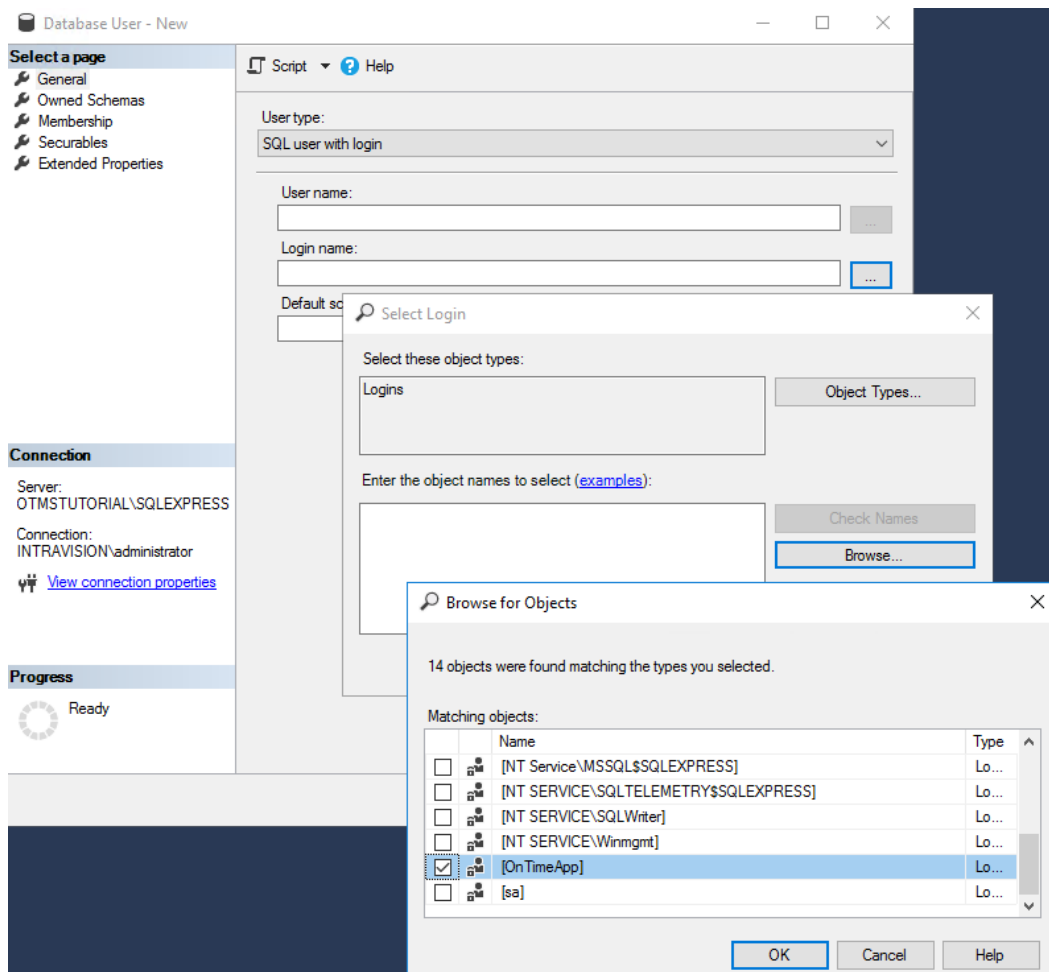 Database User - New
Select a page
General
Owned Schemas
Membership
Securables
Extended Properties
Script
Help
User type:
SQL user with login
User name:
...
Login name:
...
Default sc
Select Login
Select these object types:
Logins
Object Types...
Enter the object names to select (examples):
Check Names
Browse...
Connection
Server:
OTMSTUTORIAL\SQLEXPRESS
Connection:
INTRAVISION\administrator
View connection properties
Progress
Ready
Browse for Objects
14 objects were found matching the types you selected.
Matching objects:
Name Type
[NT Service\MSSQL$SQLEXPRESS] Lo...
[NT SERVICE\SQLTELEMETRY$SQLEXPRESS] Lo...
[NT SERVICE\SQLWriter] Lo...
[NT SERVICE\Winmgmt] Lo...
[OnTimeApp] Lo...
[sa] Lo...
OK Cancel Help